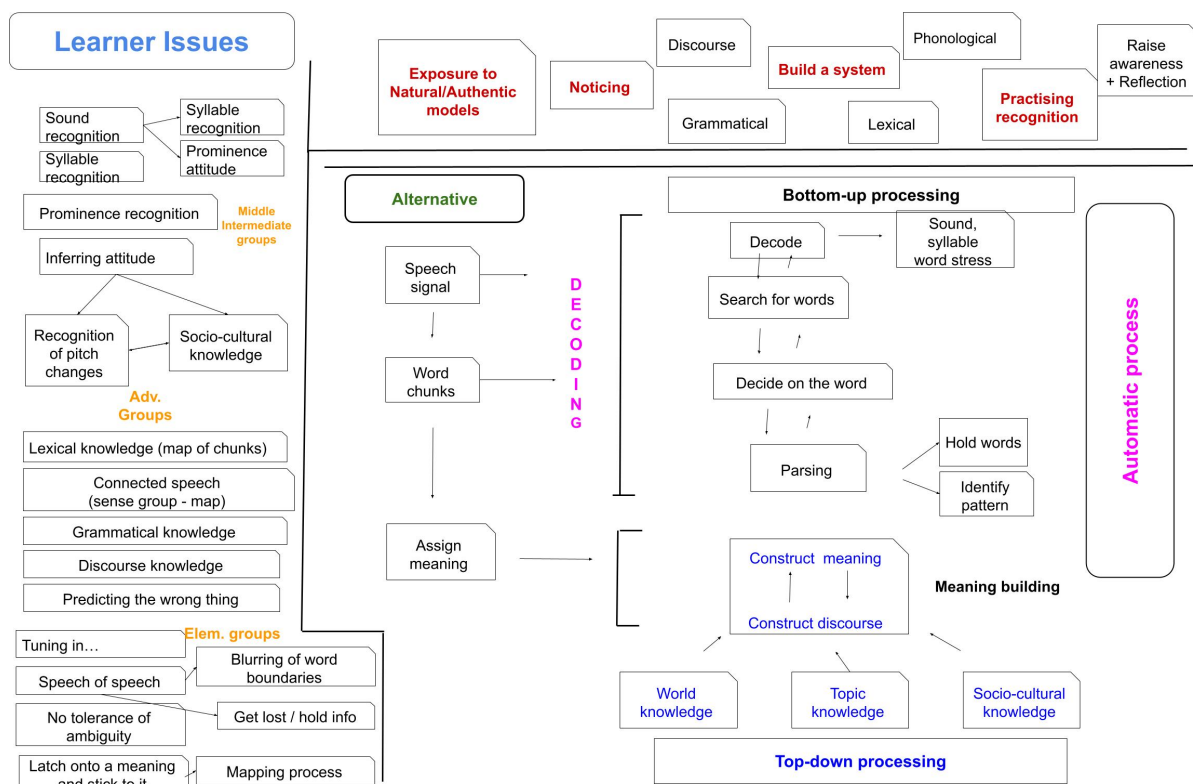 Learner Issues
Sound
recognition
Syllable
recognition
Syllable
recognition
Prominence
attitude
Prominence recognition
Middle
Intermediate
groups
Inferring attitude
Recognition
of pitch
changes
Socio-cultural
knowledge
Adv.
Groups
Lexical knowledge (map of chunks)
Connected speech
(sense group - map)
Grammatical knowledge
Discourse knowledge
Predicting the wrong thing
Elem. groups
Tuning in…
Speech of speech
Blurring of word
boundaries
No tolerance of
ambiguity
Get lost / hold info
Latch onto a meaning
and stick to it
Mapping process
Exposure to
Natural/Authentic
models
Noticing
Discourse
Grammatical
Build a system
Phonological
Lexical
Practising
recognition
Raise
awareness
+ Reflection
Alternative
Speech
signal
Word
chunks
Assign
meaning
D
E
C
O
D
I
N
G
Bottom-up processing
Decode
Sound,
syllable
word stress
Search for words
Decide on the word
Parsing
Hold words
Identify
pattern
Construct meaning
Construct discourse
Meaning building
World
knowledge
Topic
knowledge
Socio-cultural
knowledge
Top-down processing
Automatic process